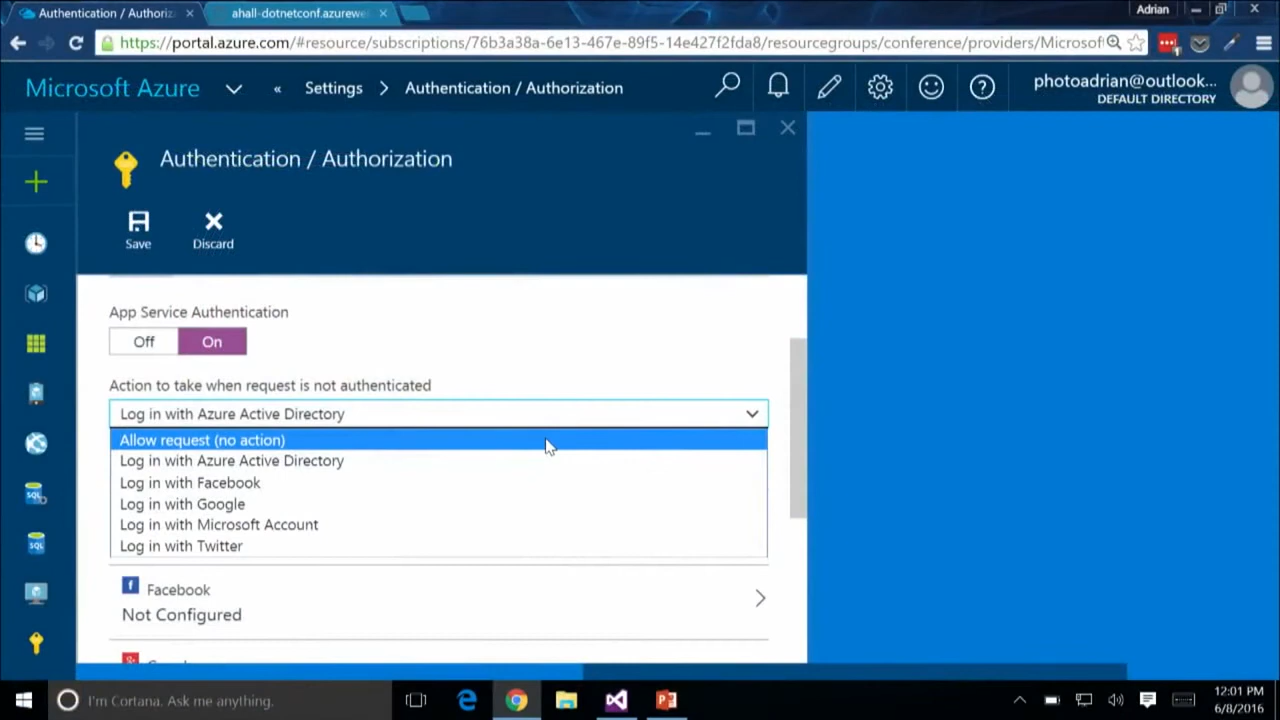 Authentication / Authoriza
ahall-dotnetconf.azurewe
Adrian
https://portal.azure.com/#resource/subscriptions/76b3a38a-6e13-467e-89f5-14e427f2fda8/resourcegroups/conference/providers/Microsof
Microsoft Azure
«
Settings > Authentication / Authorization
photoadrian@outlook...
DEFAULT DIRECTORY
Authentication / Authorization
Save
Discard
App Service Authentication
Off
On
Action to take when request is not authenticated
Log in with Azure Active Directory
Allow request (no action)
Log in with Azure Active Directory
Log in with Facebook
Log in with Google
Log in with Microsoft Account
Log in with Twitter
Facebook
Not Configured
SQL
SQL
I'm Cortana. Ask me anything.
12:01 PM
6/8/2016